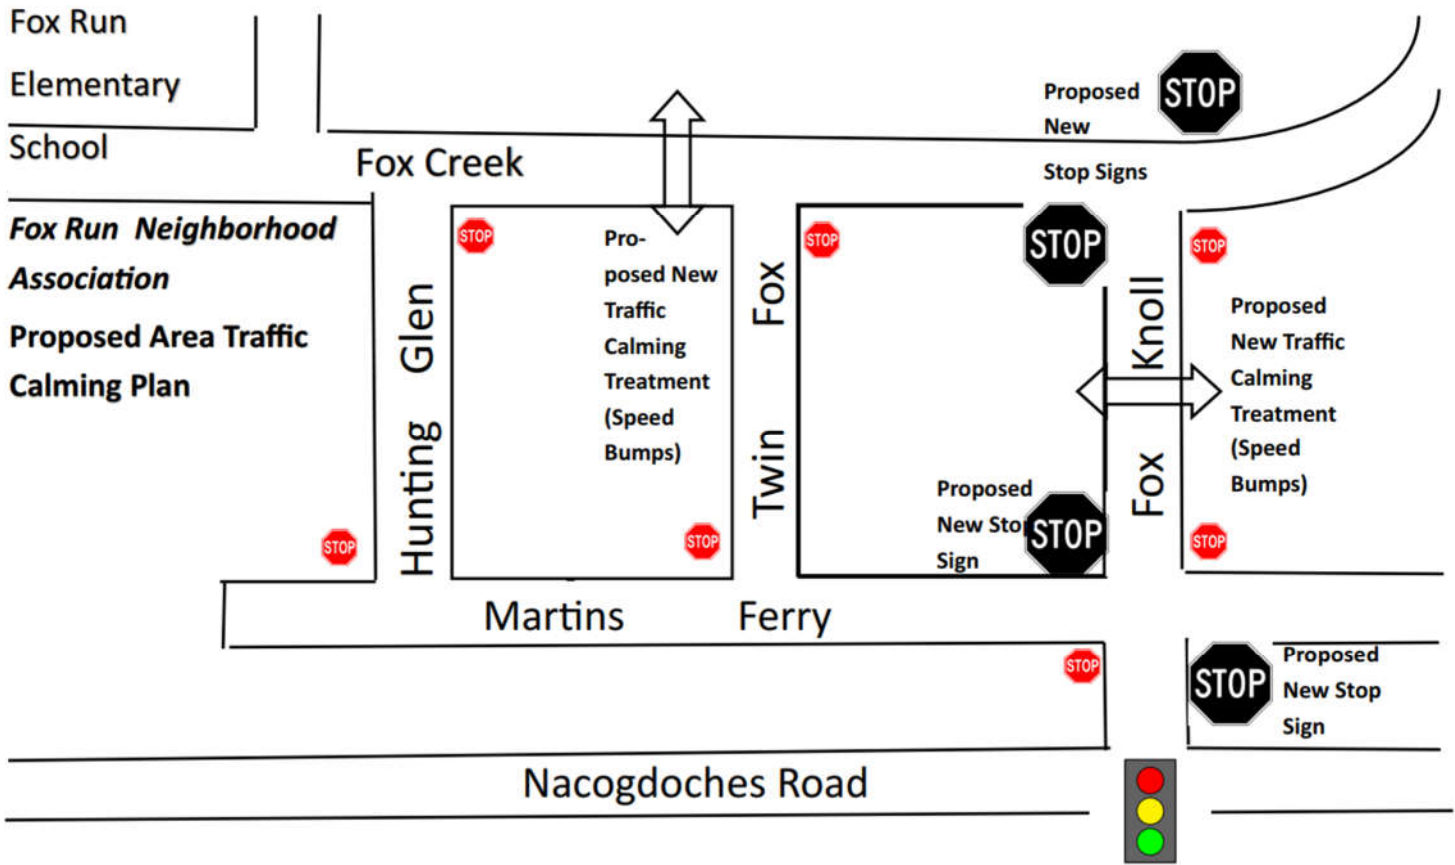 Fox Run
Elementary
School
Fox Run Neighborhood
Association
Proposed Area Traffic
Calming Plan
Fox Creek
Proposed
New
Stop Signs
STOP
STOP
STOP
STOP
STOP
Hunting Glen
Pro-
posed New
Traffic
Calming
Treatment
(Speed
Bumps)
Twin Fox
Fox Knoll
Proposed
New Traffic
Calming
Treatment
(Speed
Bumps)
STOP
STOP
Proposed
New Stop
Sign
STOP
STOP
Martins Ferry
STOP
STOP
Proposed
New Stop
Sign
Nacogdoches Road